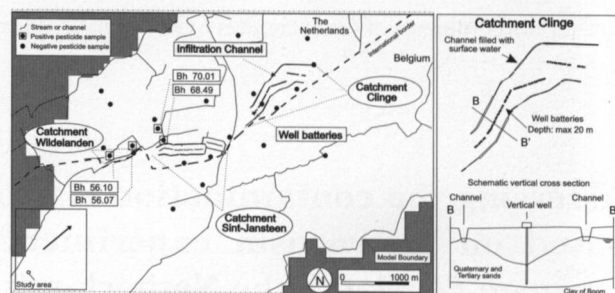 Stream or channel
Positive pesticide sample
Negative pesticide sample
The
Netherlands
International border
Belgium
Infiltration Channel
Bh 70.01
Bh 68.49
Catchment
Clinge
Catchment
Wildelanden
Well batteries
Bh 56.10
Bh 56.07
Catchment
Sint-Jansteen
Study area
Model Boundary
N
0 1000 m
Catchment Clinge
Channel filled with
surface water
B
Well batteries
Depth: max 20 m
B'
Schematic vertical cross section
Channel Vertical well Channel
B B'
Quaternary and
Tertiary sands
Clay of Boom